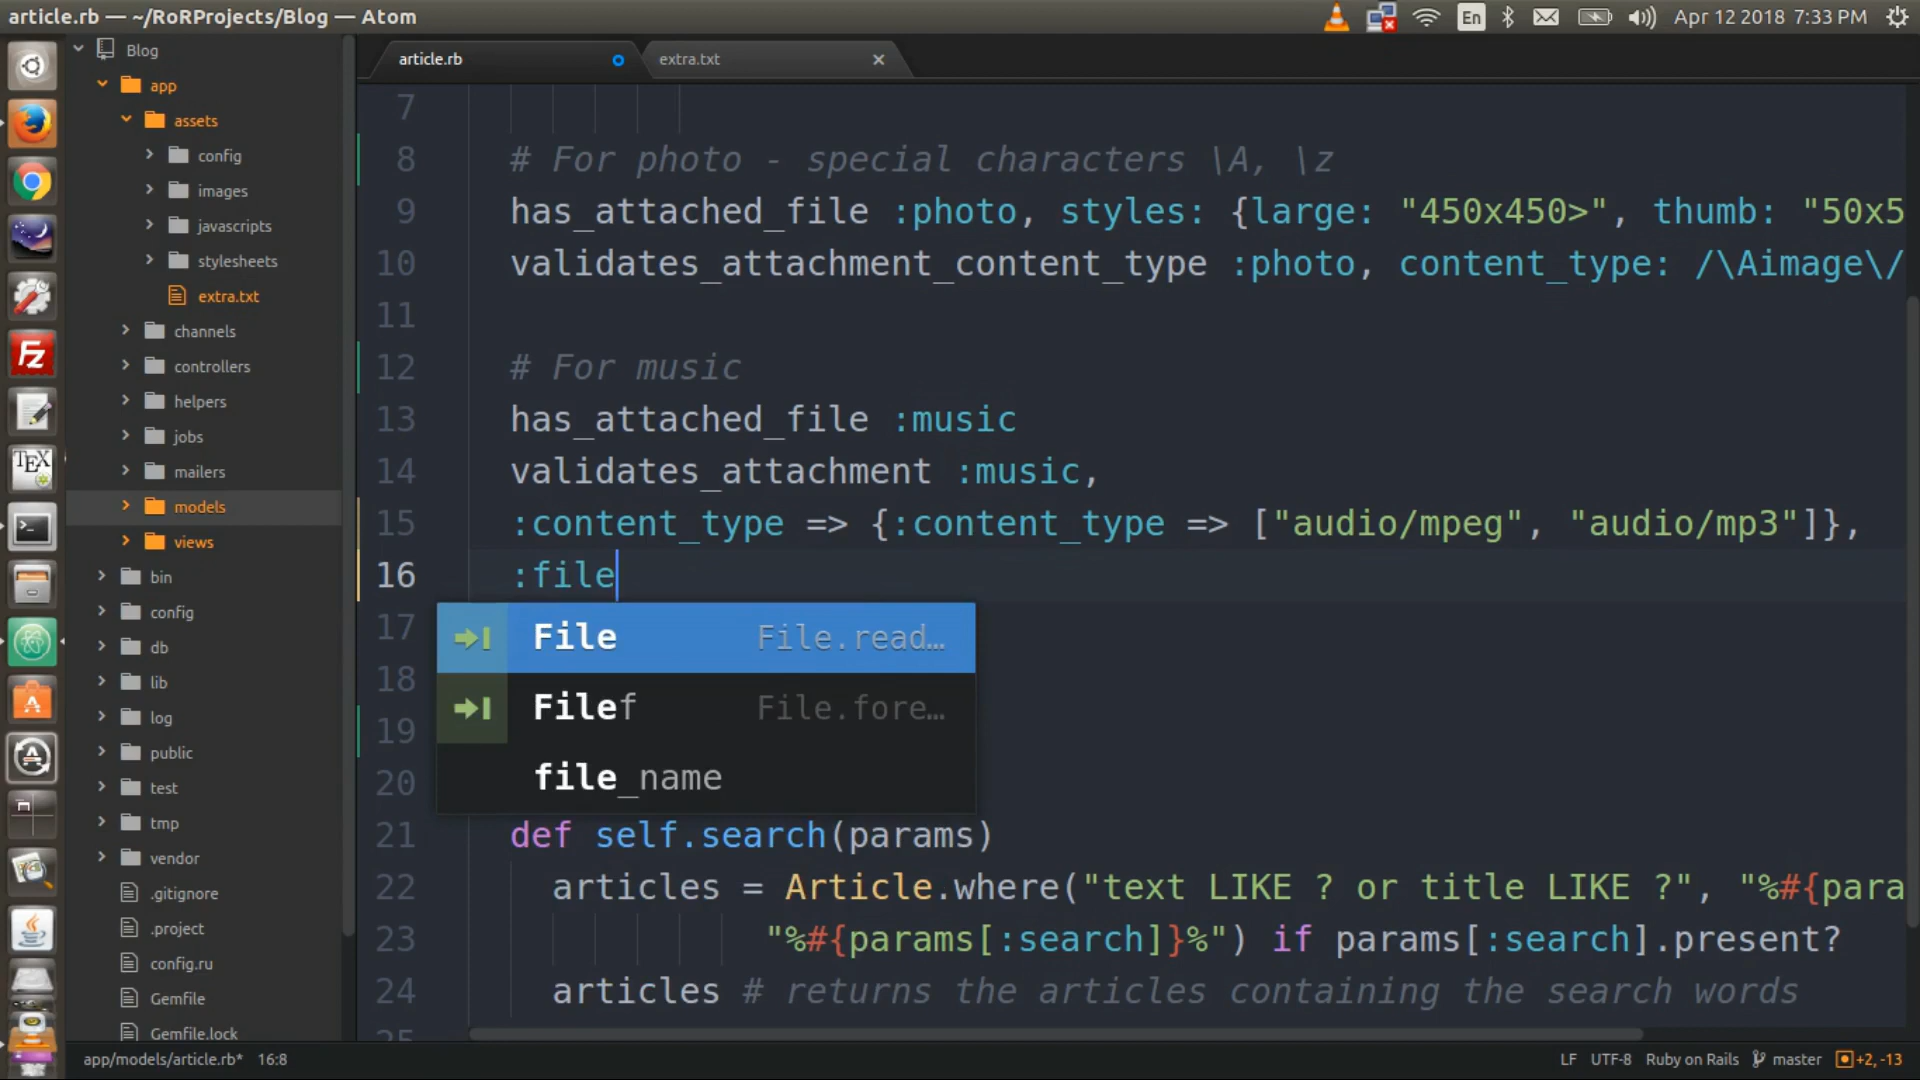 article.rb — ~/RoRProjects/Blog — Atom
En
Apr 12 2018 7:33 PM
Blog
app
assets
config
images
javascripts
stylesheets
extra.txt
channels
controllers
helpers
jobs
mailers
models
views
bin
config
db
lib
log
public
test
tmp
vendor
.gitignore
.project
config.ru
Gemfile
Gemfile.lock
article.rb
extra.txt
7
8 # For photo - special characters \A, \z
9 has_attached_file :photo, styles: {large: "450x450>", thumb: "50x5
10 validates_attachment_content_type :photo, content_type: /\Aimage\/
11
12 # For music
13 has_attached_file :music
14 validates_attachment :music,
15 :content_type => {:content_type => ["audio/mpeg", "audio/mp3"]},
16 :file
17
18
19
20
File File.read…
Filef File.fore…
file_name
21 def self.search(params)
22 articles = Article.where("text LIKE ? or title LIKE ?", "%#{para
23 "%#{params[:search]}%") if params[:search].present?
24 articles # returns the articles containing the search words
25
app/models/article.rb* 16:8
LF UTF-8 Ruby on Rails master +2, -13
FZ
TEX